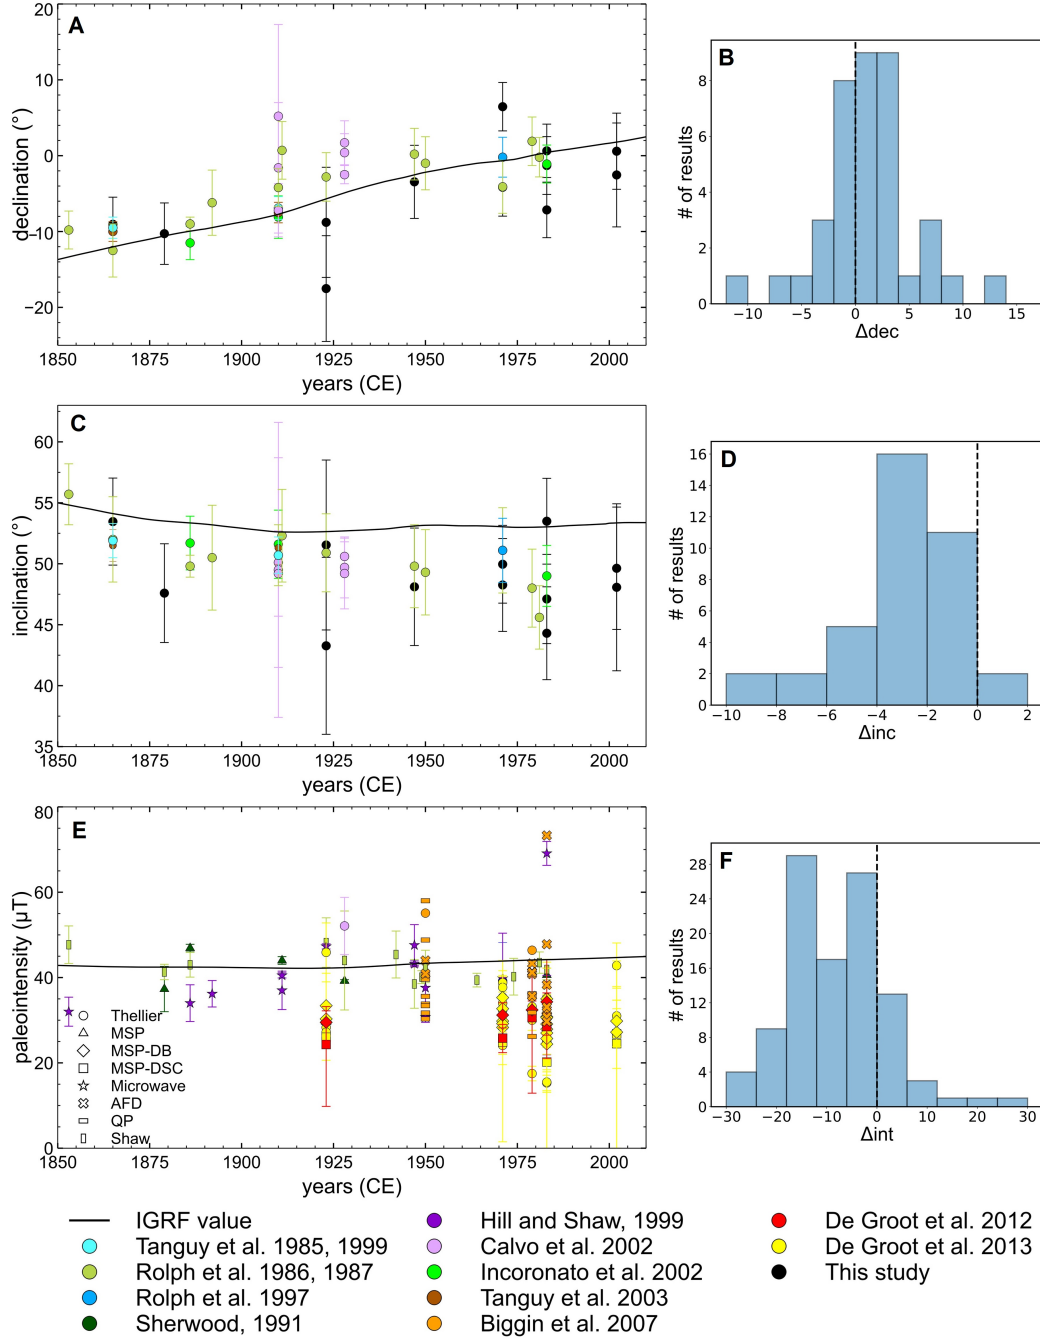 A
20
10
0
−10
−20
declination (°)
1850 1875 1900 1925 1950 1975 2000
years (CE)
B
8
6
4
2
0
# of results
−10 −5 0 5 10 15
Δdec
C
60
55
50
45
40
35
inclination (°)
1850 1875 1900 1925 1950 1975 2000
years (CE)
D
16
14
12
10
8
6
4
2
0
# of results
−10 −8 −6 −4 −2 0 2
Δinc
E
80
60
40
20
0
paleointensity (μT)
Thellier
MSP
MSP-DB
MSP-DSC
Microwave
AFD
QP
Shaw
1850 1875 1900 1925 1950 1975 2000
years (CE)
F
28
24
20
16
12
8
4
0
# of results
−30 −20 −10 0 10 20 30
Δint
IGRF value
Tanguy et al. 1985, 1999
Rolph et al. 1986, 1987
Rolph et al. 1997
Sherwood, 1991
Hill and Shaw, 1999
Calvo et al. 2002
Incoronato et al. 2002
Tanguy et al. 2003
Biggin et al. 2007
De Groot et al. 2012
De Groot et al. 2013
This study